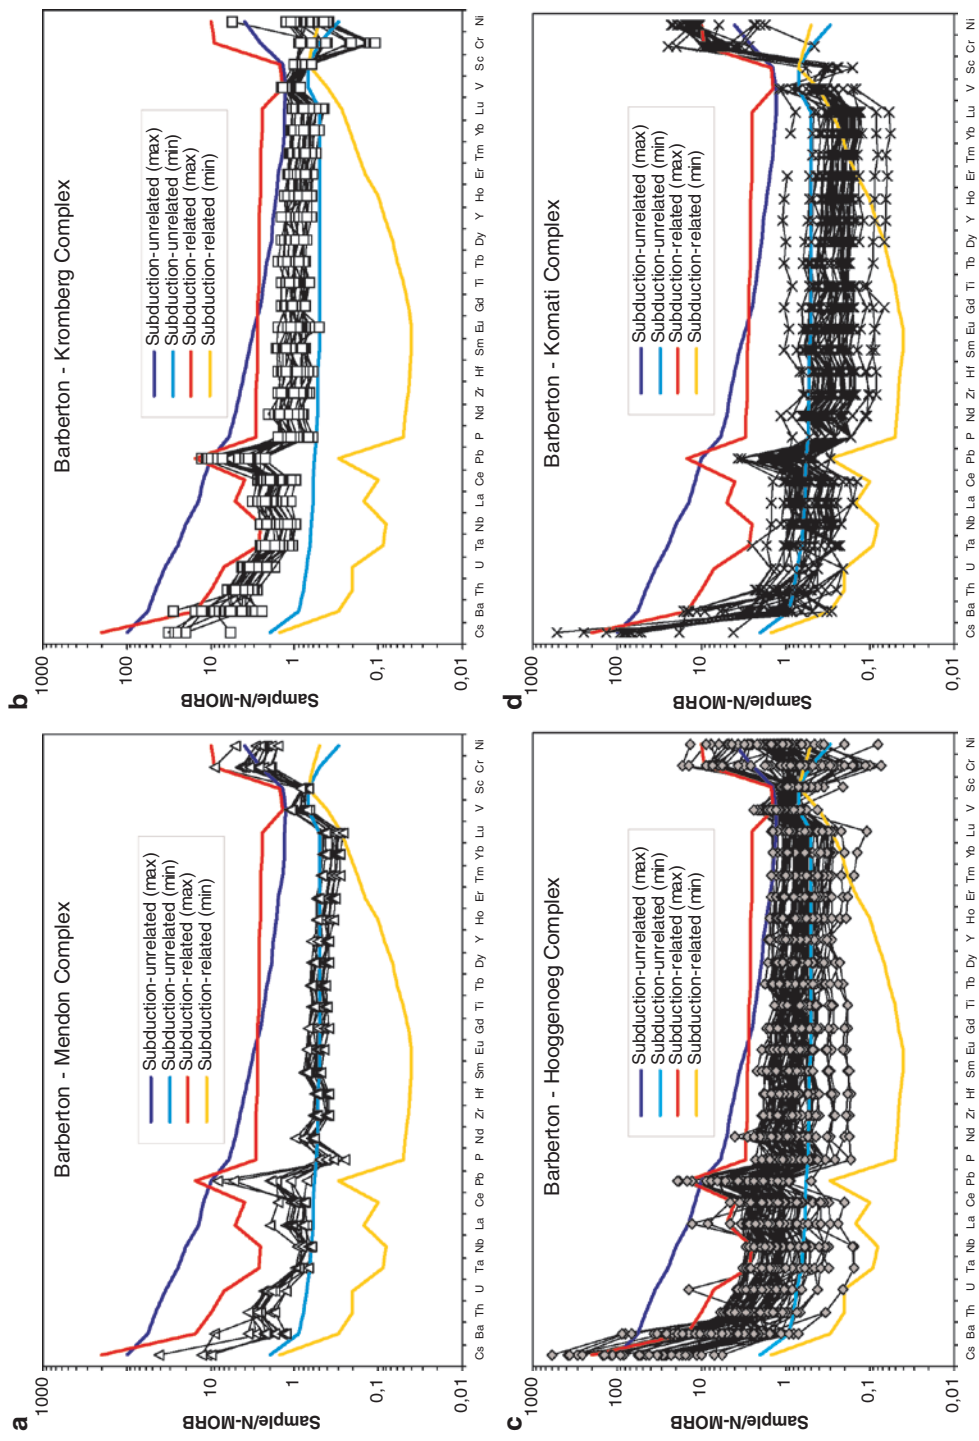 a
Barberton - Mendon Complex
Sample/N-MORB
1000
10
1
0,1
0,01
Subduction-unrelated (max)
Subduction-unrelated (min)
Subduction-related (max)
Subduction-related (min)
Cs Ba Th U Ta Nb La Ce Pb P Nd Zr Hf Sm Eu Gd Ti Tb Dy Y Ho Er Tm Yb Lu V Sc Cr Ni
b
Barberton - Kromberg Complex
Sample/N-MORB
1000
10
1
0,1
0,01
Subduction-unrelated (max)
Subduction-unrelated (min)
Subduction-related (max)
Subduction-related (min)
Cs Ba Th U Ta Nb La Ce Pb P Nd Zr Hf Sm Eu Gd Ti Tb Dy Y Ho Er Tm Yb Lu V Sc Cr Ni
c
Barberton - Hooggenoeg Complex
Sample/N-MORB
1000
10
1
0,1
0,01
Subduction-unrelated (max)
Subduction-unrelated (min)
Subduction-related (max)
Subduction-related (min)
Cs Ba Th U Ta Nb La Ce Pb P Nd Zr Hf Sm Eu Gd Ti Tb Dy Y Ho Er Tm Yb Lu V Sc Cr Ni
d
Barberton - Komati Complex
Sample/N-MORB
1000
10
1
0,1
0,01
Subduction-unrelated (max)
Subduction-unrelated (min)
Subduction-related (max)
Subduction-related (min)
Cs Ba Th U Ta Nb La Ce Pb P Nd Zr Hf Sm Eu Gd Ti Tb Dy Y Ho Er Tm Yb Lu V Sc Cr Ni